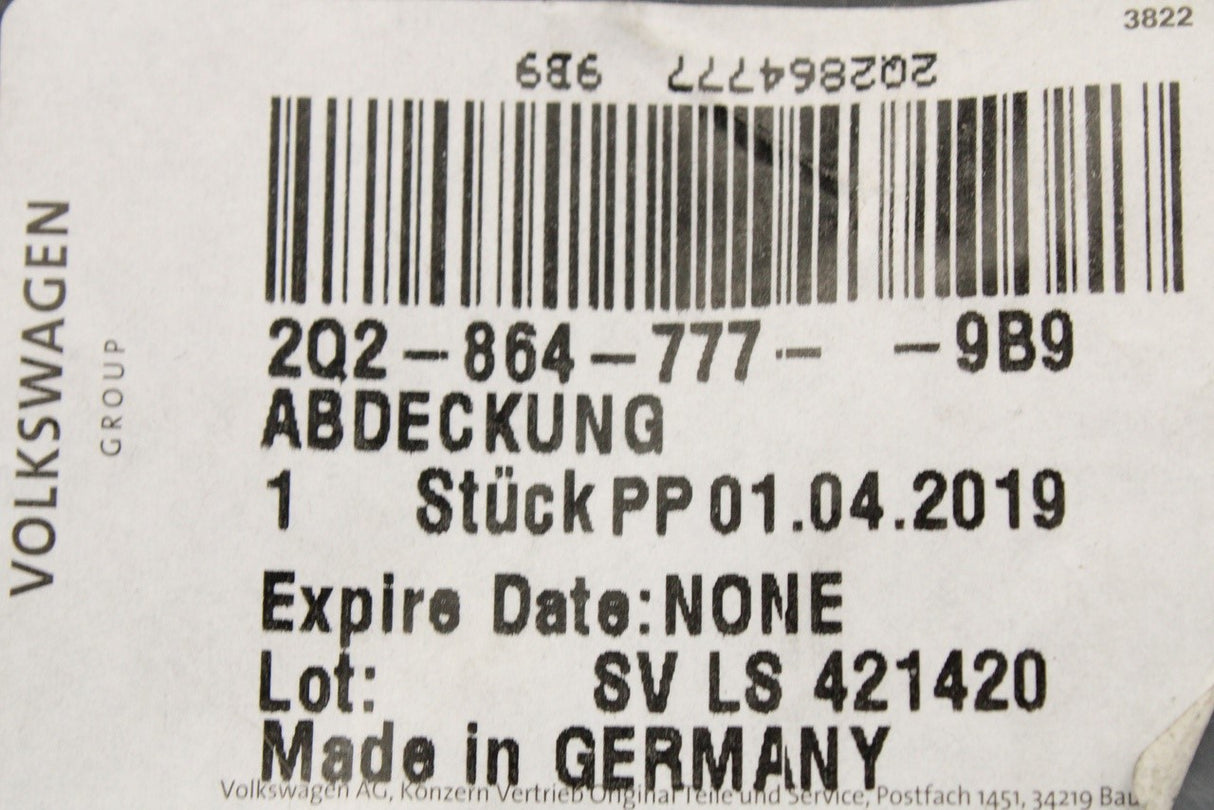 3822
2Q2864777 9B9
VOLKSWAGEN
GROUP
2Q2-864-777-- -9B9
ABDECKUNG
1 Stück PP 01.04.2019
Expire Date:NONE
Lot: SV LS 421420
Made in GERMANY
Volkswagen AG, Konzern Vertrieb Original Teile und Service, Postfach 1451, 34219